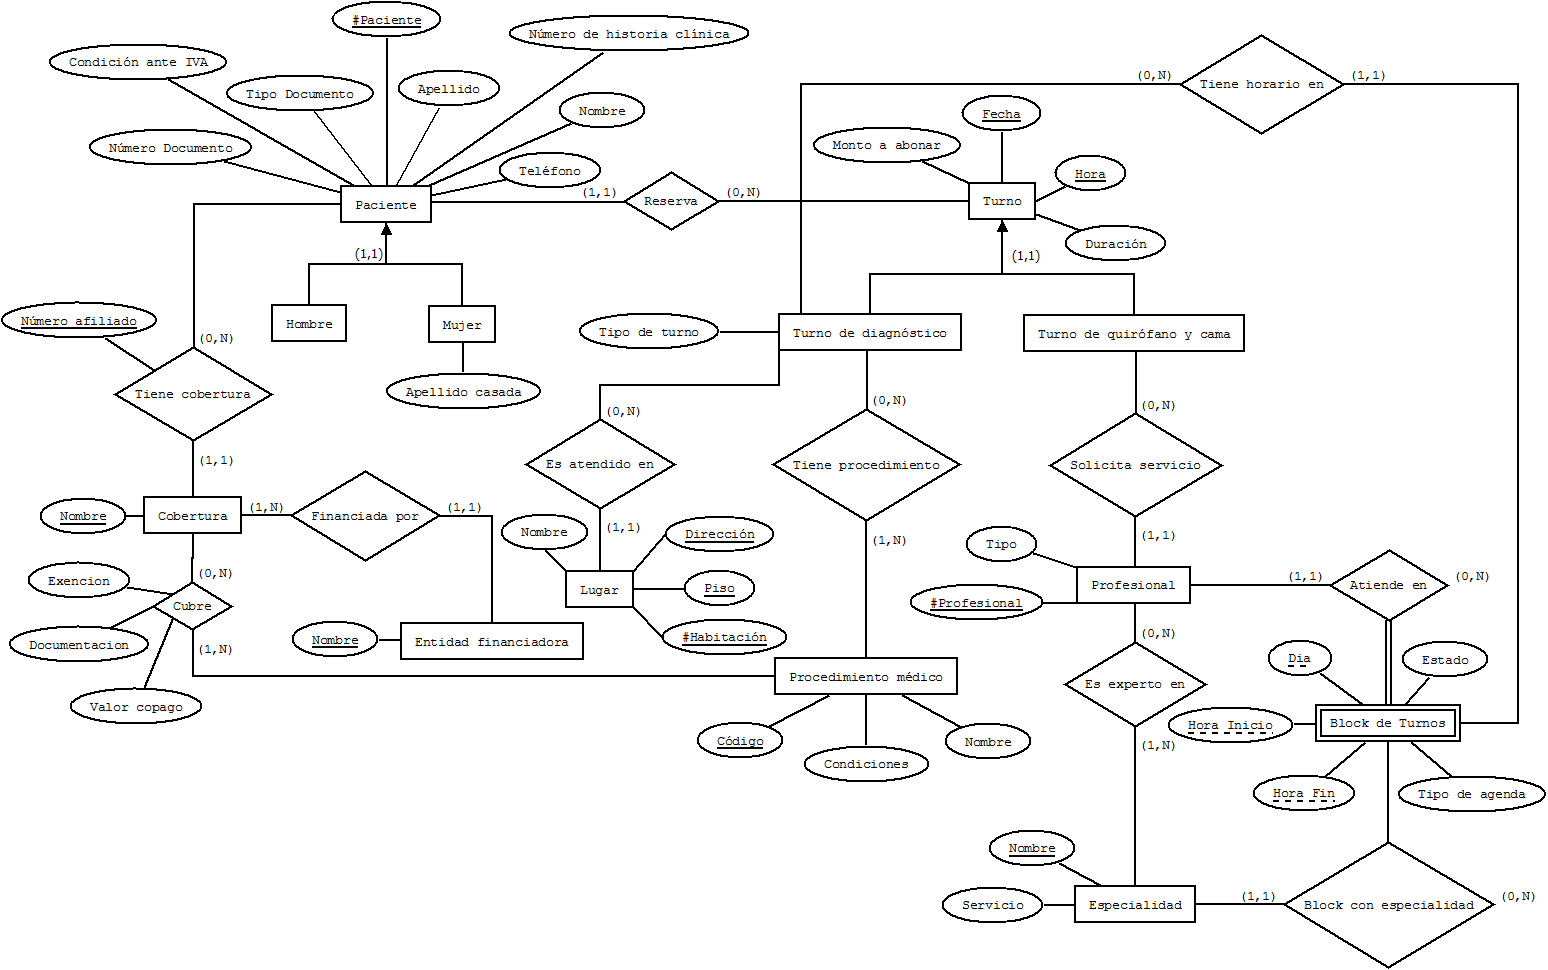 #Paciente
Número de historia clínica
Condición ante IVA
Tipo Documento
Apellido
Nombre
Número Documento
Teléfono
Paciente
(1,1)
Reserva
(0,N)
Turno
Monto a abonar
Fecha
Hora
Duración
(0,N)
Tiene horario en
(1,1)
(1,1)
Hombre
Mujer
Apellido casada
(1,1)
Tipo de turno
Turno de diagnóstico
Turno de quirófano y cama
Número afiliado
(0,N)
Tiene cobertura
(1,1)
(0,N)
Es atendido en
(1,1)
(0,N)
Tiene procedimiento
(1,N)
(0,N)
Solicita servicio
(1,1)
Nombre
Cobertura
(1,N)
Financiada por
(1,1)
Nombre
Dirección
Lugar
Piso
#Habitación
Tipo
Profesional
#Profesional
(1,1)
Atiende en
(0,N)
Exencion
(0,N)
Cubre
Documentacion
(1,N)
Valor copago
Nombre
Entidad financiadora
Procedimiento médico
Código
Condiciones
Nombre
(0,N)
Es experto en
(1,N)
Dia
Estado
Hora Inicio
Block de Turnos
Hora Fin
Tipo de agenda
Nombre
Servicio
Especialidad
(1,1)
Block con especialidad
(0,N)